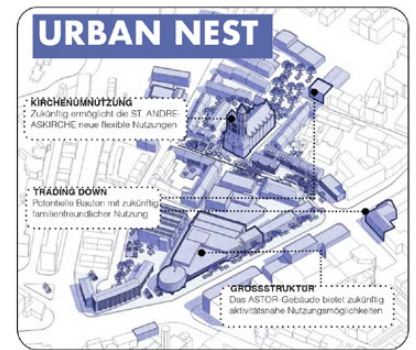 URBAN NEST
KIRCHENUMNUTZUNG
Zukünftig ermöglicht die ST. ANDRE-
ASKIRCHE neue flexible Nutzungen
TRADING DOWN
Potentielle Bauten mit zukünftig
familienfreundlicher Nutzung
GROSSSTRUKTUR
Das ASTOR-Gebäude bietet zukünftig
aktivitätsnahe Nutzungsmöglichkeiten